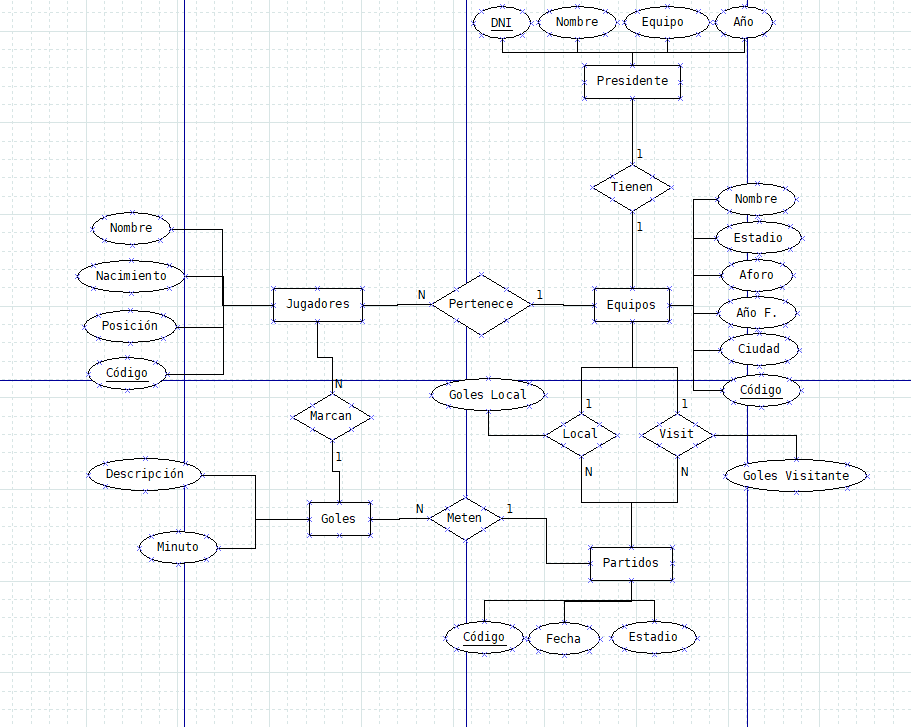 DNI
Nombre
Equipo
Año
Presidente
1
Tienen
1
Nombre
Estadio
Aforo
Año F.
Ciudad
Código
Nombre
Nacimiento
Posición
Código
Jugadores
N
Pertenece
1
Equipos
N
Marcan
1
Goles Local
1
Local
N
1
Visit
N
Goles Visitante
Descripción
Minuto
Goles
N
Meten
1
Partidos
Código
Fecha
Estadio